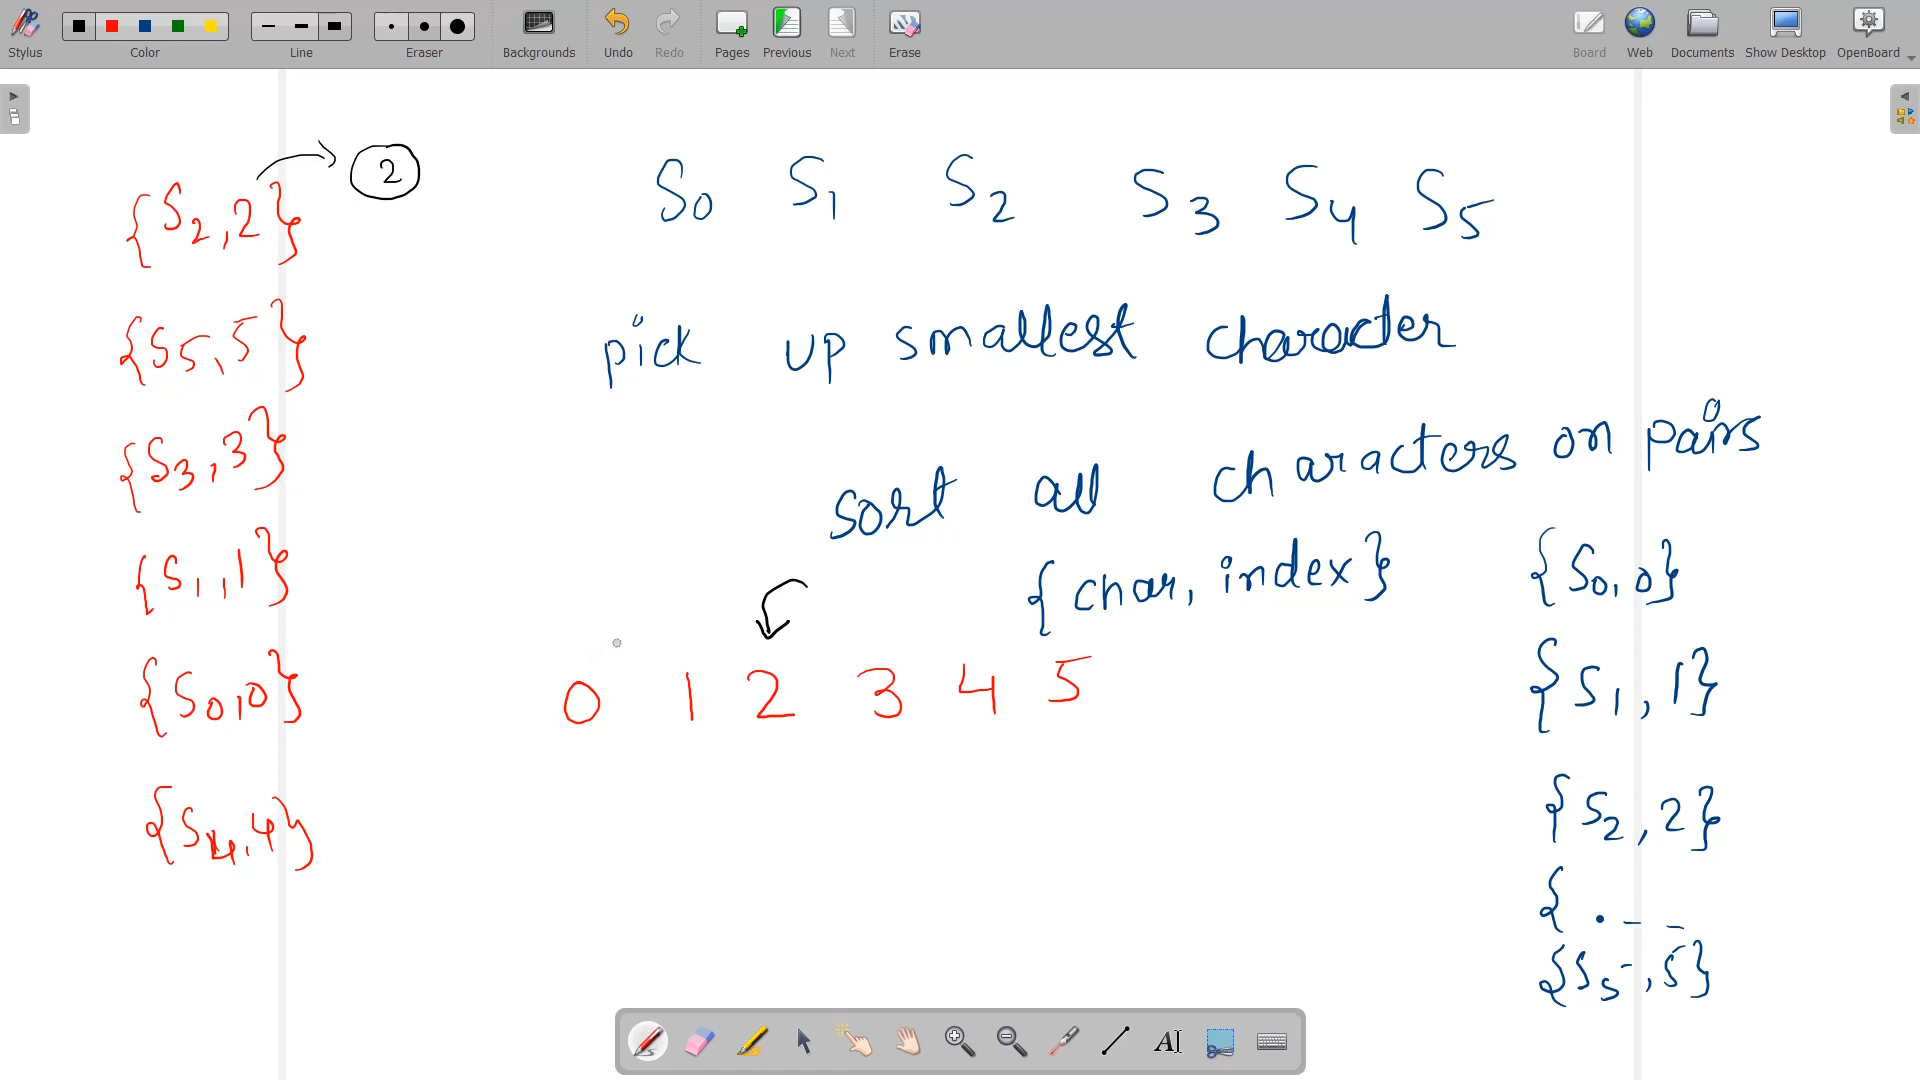 Stylus Color Line Eraser Backgrounds Undo Redo Pages Previous Next Erase Board Web Documents Show Desktop OpenBoard
2
S0 S1 S2 S3 S4 S5
{S2,2}
{S5,5}
{S3,3}
{S1,1}
{S0,0}
{S4,4}
pick up smallest character
sort all characters on pairs
{char, index}
0 1 2 3 4 5
{S0,0}
{S1,1}
{S2,2}
{. _ _
{S5,5}
AI